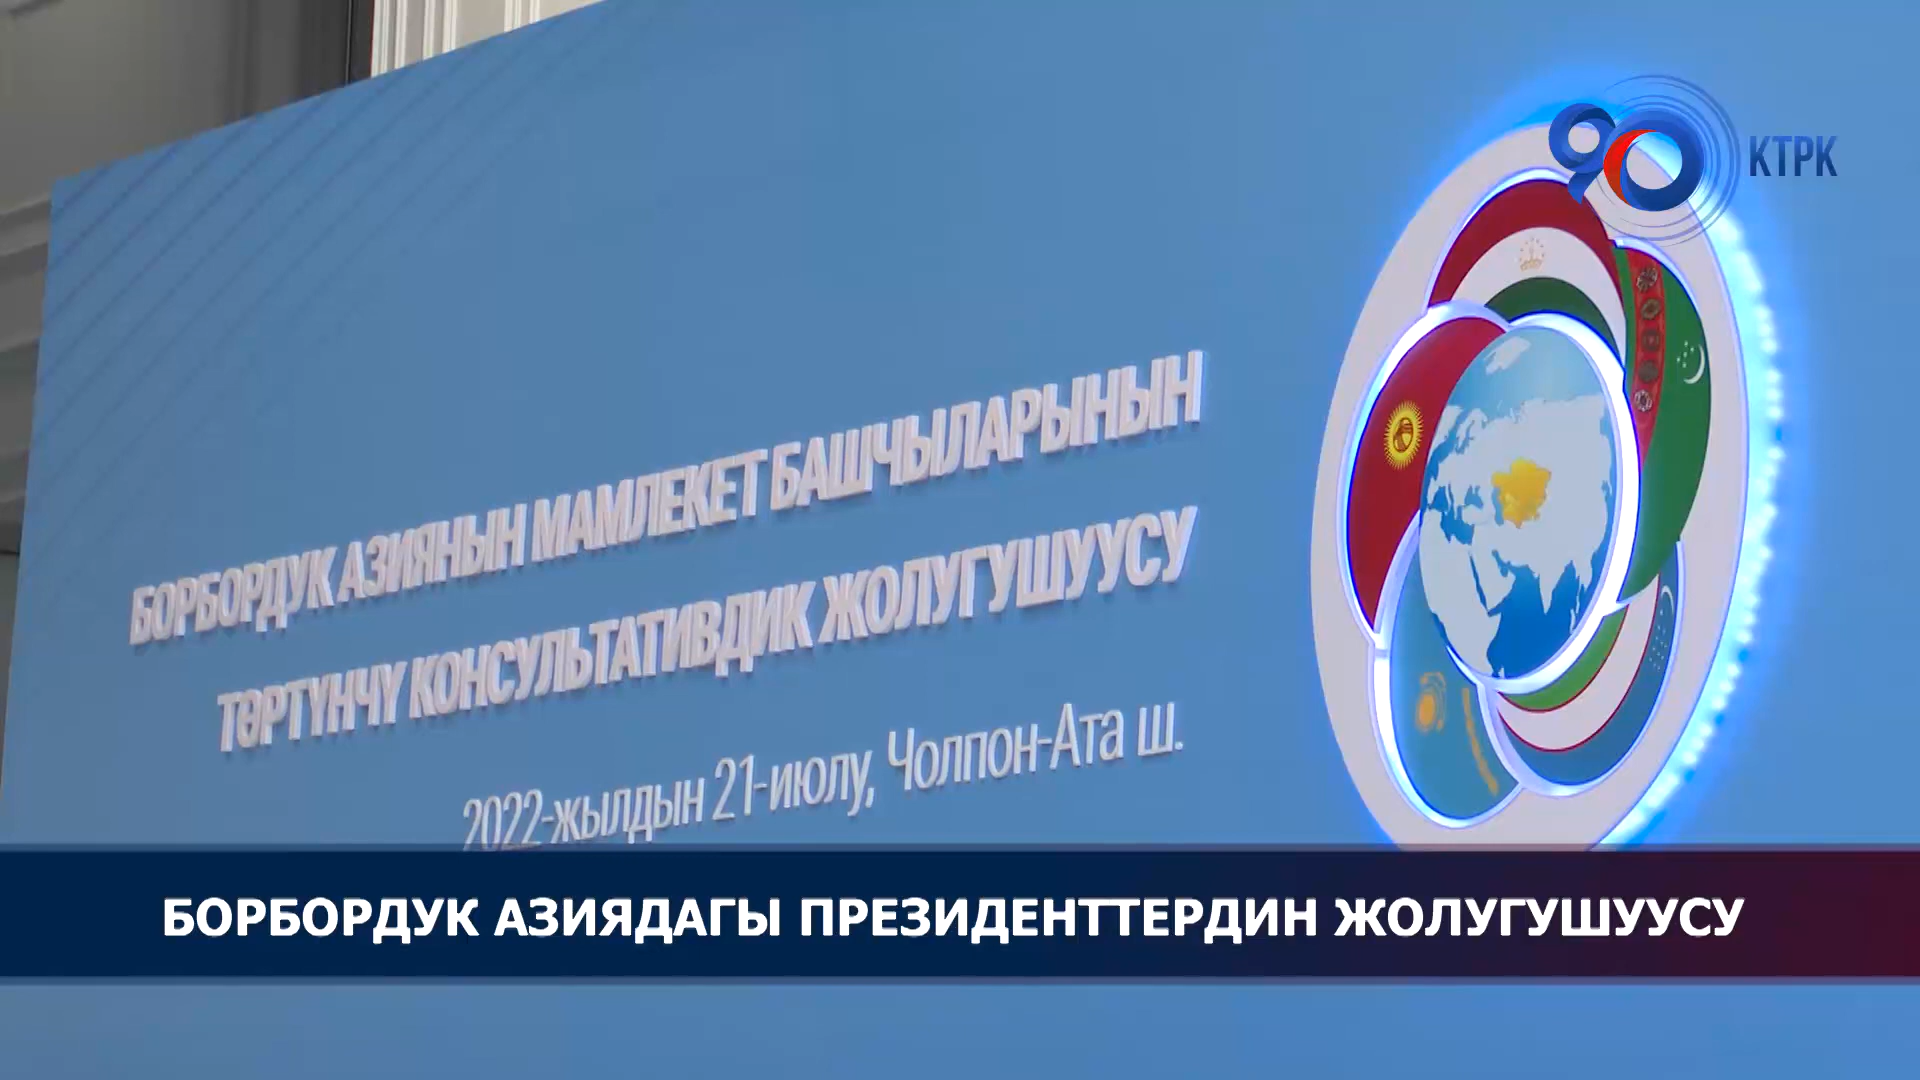 90 КТРК
БОРБОРДУК АЗИЯНЫН МАМЛЕКЕТ БАШЧЫЛАРЫНЫН
ТӨРТҮНЧҮ КОНСУЛЬТАТИВДИК ЖОЛУГУШУУСУ
2022-жылдын 21-июлу, Чолпон-Ата ш.
БОРБОРДУК АЗИЯДАГЫ ПРЕЗИДЕНТТЕРДИН ЖОЛУГУШУУСУ